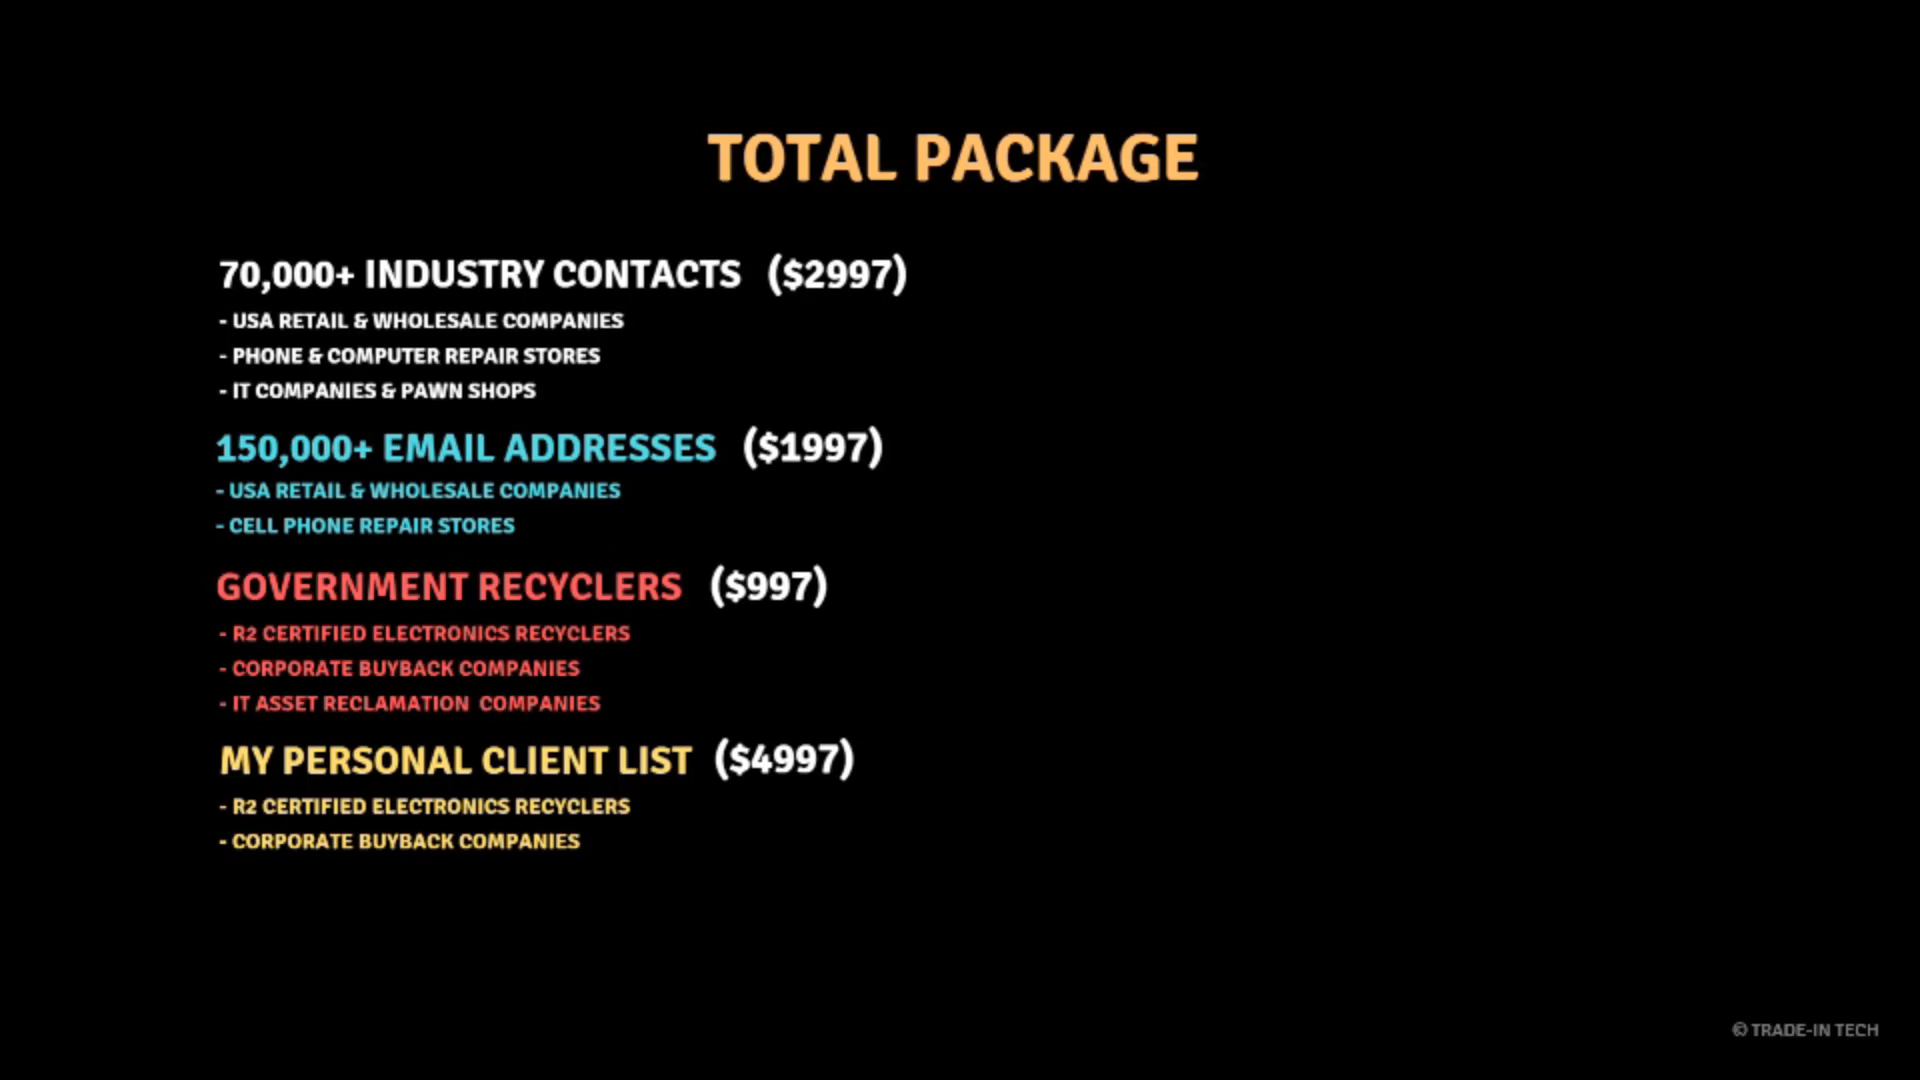 TOTAL PACKAGE
70,000+ INDUSTRY CONTACTS ($2997)
- USA RETAIL & WHOLESALE COMPANIES
- PHONE & COMPUTER REPAIR STORES
- IT COMPANIES & PAWN SHOPS
150,000+ EMAIL ADDRESSES ($1997)
- USA RETAIL & WHOLESALE COMPANIES
- CELL PHONE REPAIR STORES
GOVERNMENT RECYCLERS ($997)
- R2 CERTIFIED ELECTRONICS RECYCLERS
- CORPORATE BUYBACK COMPANIES
- IT ASSET RECLAMATION COMPANIES
MY PERSONAL CLIENT LIST ($4997)
- R2 CERTIFIED ELECTRONICS RECYCLERS
- CORPORATE BUYBACK COMPANIES
© TRADE-IN TECH